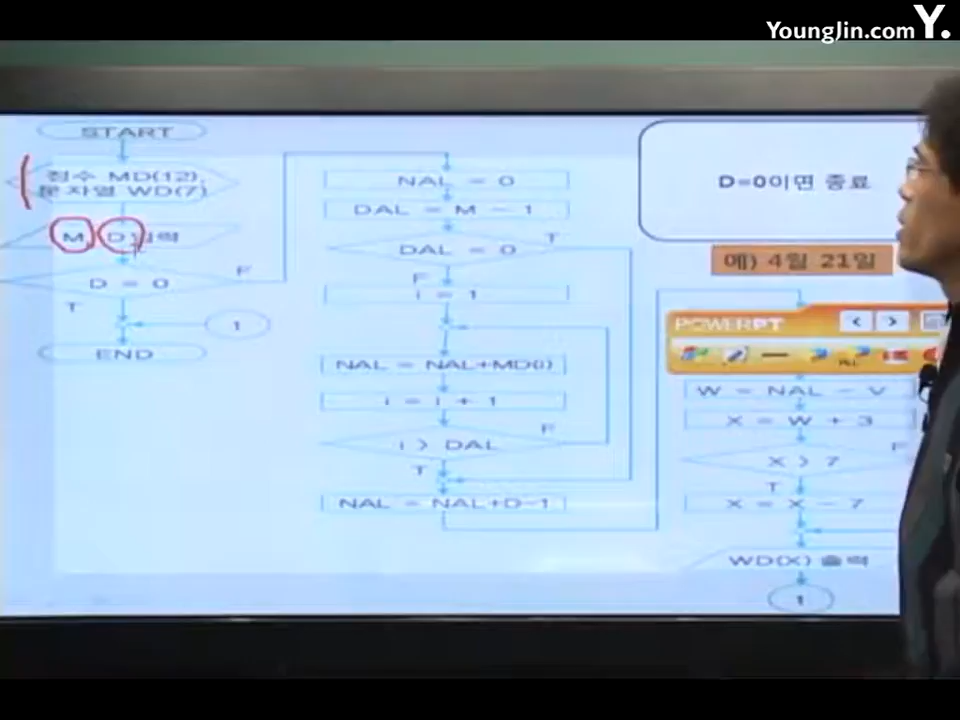 YoungJin.com Y.
START
정수 MD(12),
문자열 WD(7)
M, D 입력
D = 0
F
T
1
END
NAL = 0
DAL = M - 1
DAL = 0
T
F
i = 1
NAL = NAL+MD(i)
i = i + 1
i > DAL
F
T
NAL = NAL+D-1
D=0이면 종료
예) 4월 21일
POWERPT
W = NAL - V
X = W + 3
X > 7
F
T
X = X - 7
WD(X) 출력
1